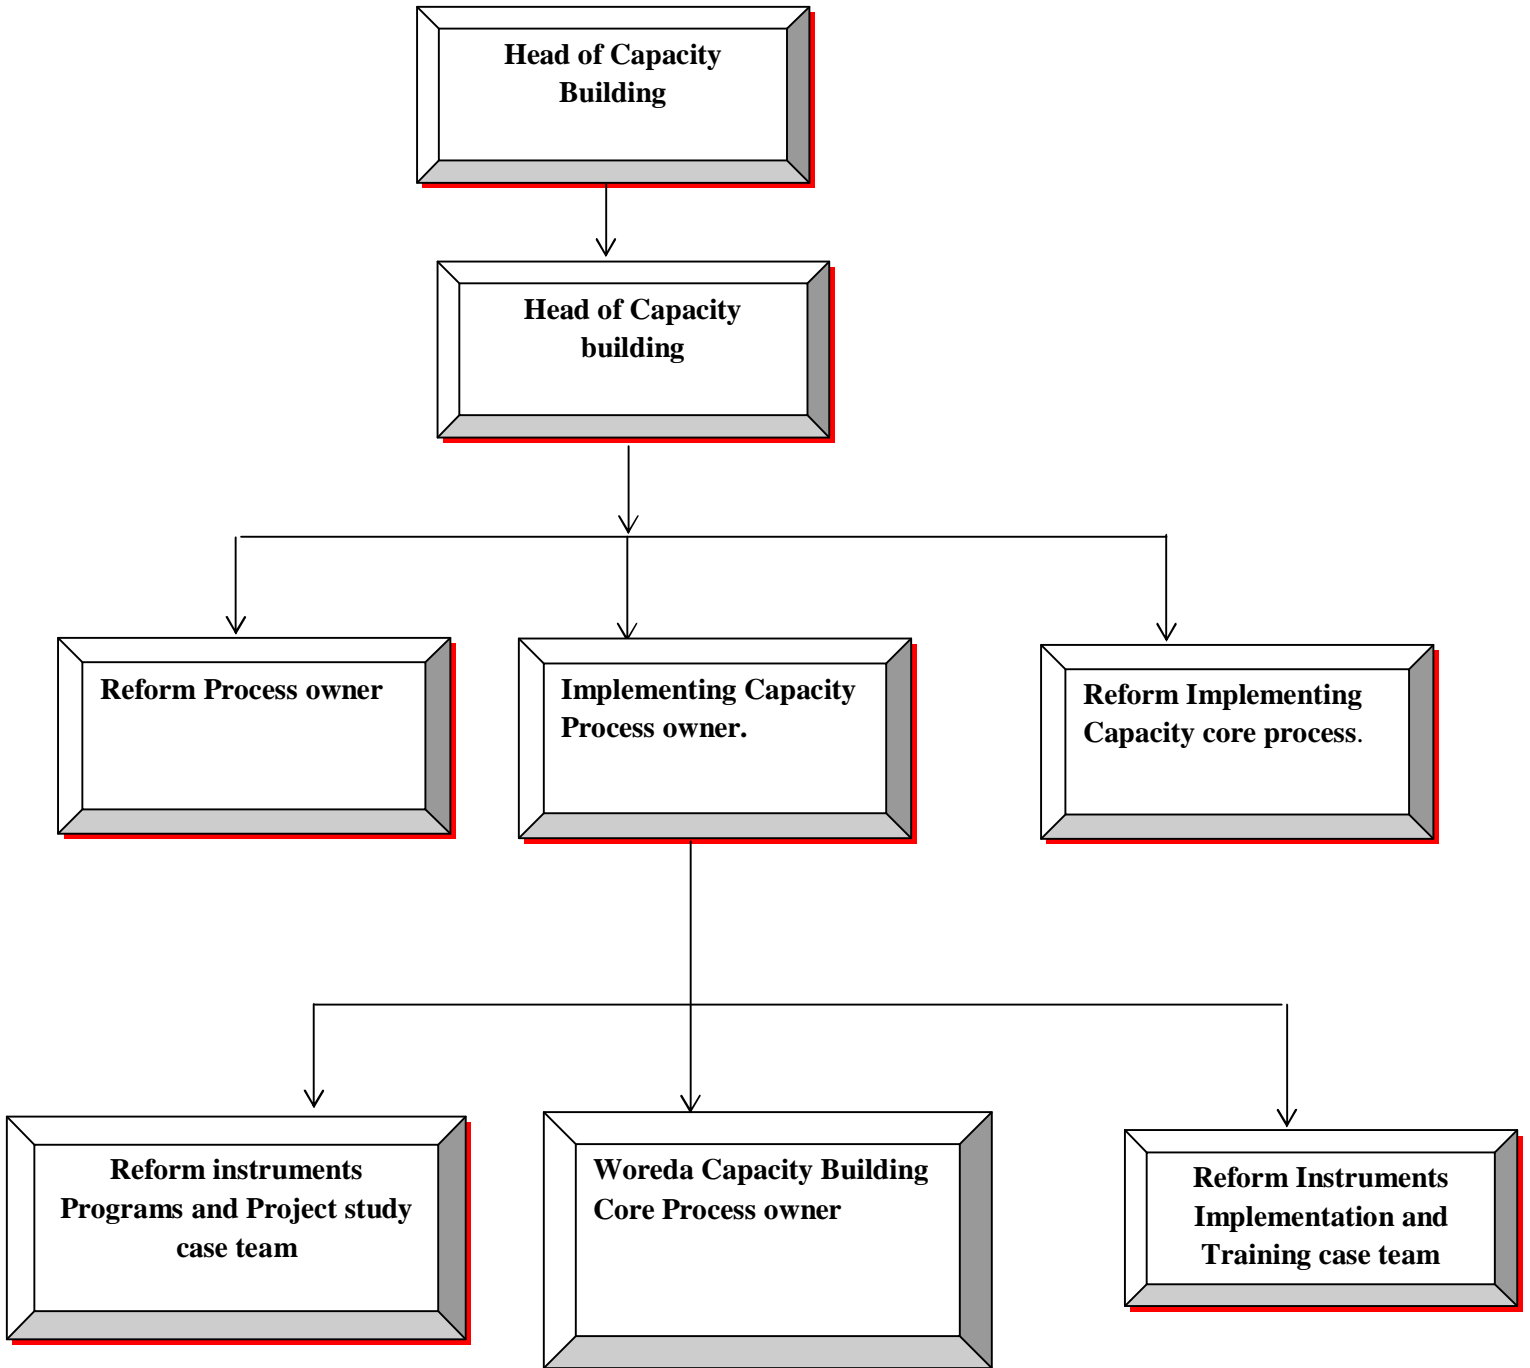 Head of Capacity
Building
Head of Capacity
building
Reform Process owner
Implementing Capacity
Process owner.
Reform Implementing
Capacity core process.
Reform instruments
Programs and Project study
case team
Woreda Capacity Building
Core Process owner
Reform Instruments
Implementation and
Training case team